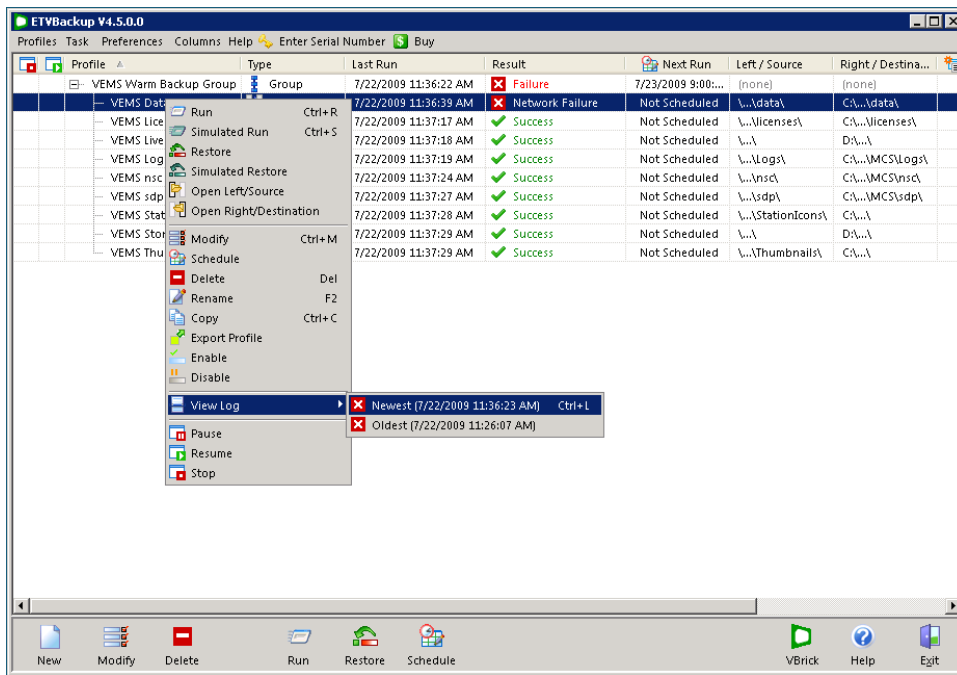 ETVBackup V4.5.0.0
Profiles Task Preferences Columns Help Enter Serial Number $ Buy
Profile Type Last Run Result Next Run Left / Source Right / Destina...
VEMS Warm Backup Group Group 7/22/2009 11:36:22 AM Failure 7/23/2009 9:00:... (none) (none)
VEMS Data 7/22/2009 11:36:39 AM Network Failure Not Scheduled \...\data\ C:\...\data\
VEMS Lice 7/22/2009 11:37:17 AM Success Not Scheduled \...\licenses\ C:\...\licenses\
VEMS Live 7/22/2009 11:37:18 AM Success Not Scheduled \...\ D:\...\
VEMS Log 7/22/2009 11:37:19 AM Success Not Scheduled \...\Logs\ C:\...\MCS\Logs\
VEMS nsc 7/22/2009 11:37:24 AM Success Not Scheduled \...\nsc\ C:\...\MCS\nsc\
VEMS sdp 7/22/2009 11:37:27 AM Success Not Scheduled \...\sdp\ C:\...\MCS\sdp\
VEMS Stat 7/22/2009 11:37:28 AM Success Not Scheduled \...\StationIcons\ C:\...\
VEMS Stor 7/22/2009 11:37:29 AM Success Not Scheduled \...\ D:\...\
VEMS Thu 7/22/2009 11:37:29 AM Success Not Scheduled \...\Thumbnails\ C:\...\
Run Ctrl+R
Simulated Run Ctrl+S
Restore
Simulated Restore
Open Left/Source
Open Right/Destination
Modify Ctrl+M
Schedule
Delete Del
Rename F2
Copy Ctrl+C
Export Profile
Enable
Disable
View Log
Newest (7/22/2009 11:36:23 AM) Ctrl+L
Oldest (7/22/2009 11:26:07 AM)
Pause
Resume
Stop
New Modify Delete Run Restore Schedule VBrick Help Exit